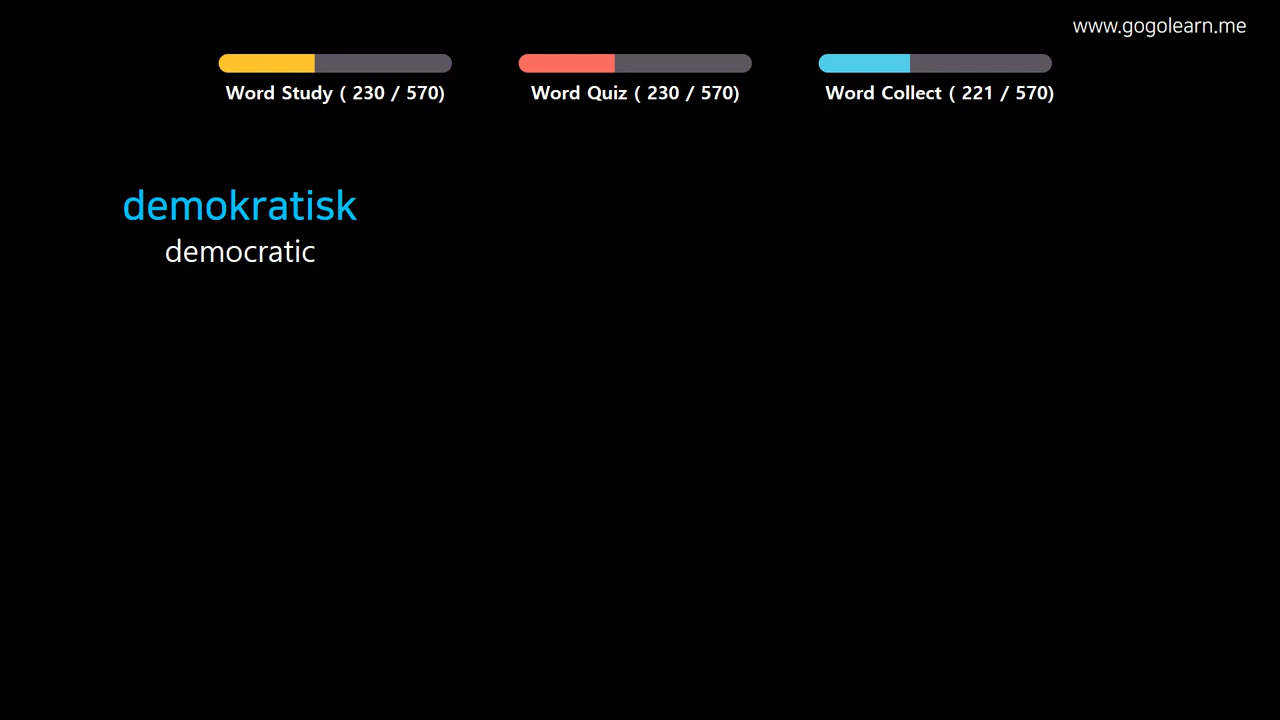 www.gogolearn.me
Word Study ( 230 / 570)
Word Quiz ( 230 / 570)
Word Collect ( 221 / 570)
demokratisk
democratic